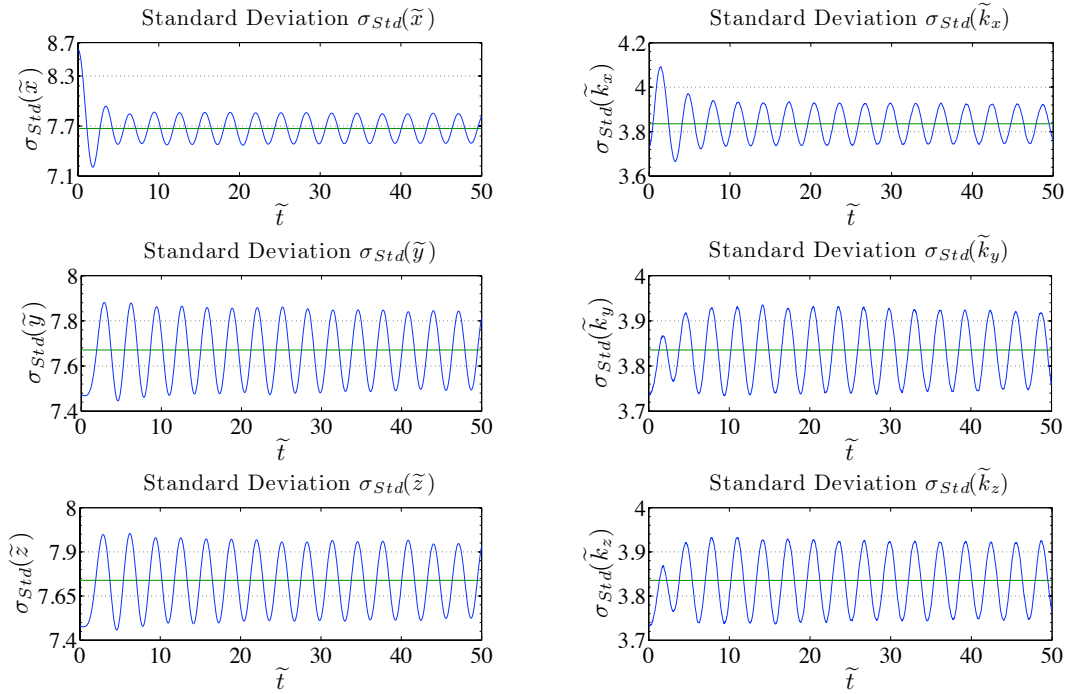 Standard Deviation σ_Std(x̃)
σ_Std(x̃)
8.7
8.3
7.7
7.1
0 10 20 30 40 50
t̃
Standard Deviation σ_Std(k̃_x)
σ_Std(k̃_x)
4.2
4
3.8
3.6
0 10 20 30 40 50
t̃
Standard Deviation σ_Std(ỹ)
σ_Std(ỹ)
8
7.8
7.6
7.4
0 10 20 30 40 50
t̃
Standard Deviation σ_Std(k̃_y)
σ_Std(k̃_y)
4
3.9
3.8
3.7
0 10 20 30 40 50
t̃
Standard Deviation σ_Std(z̃)
σ_Std(z̃)
8
7.9
7.65
7.4
0 10 20 30 40 50
t̃
Standard Deviation σ_Std(k̃_z)
σ_Std(k̃_z)
4
3.9
3.8
3.7
0 10 20 30 40 50
t̃